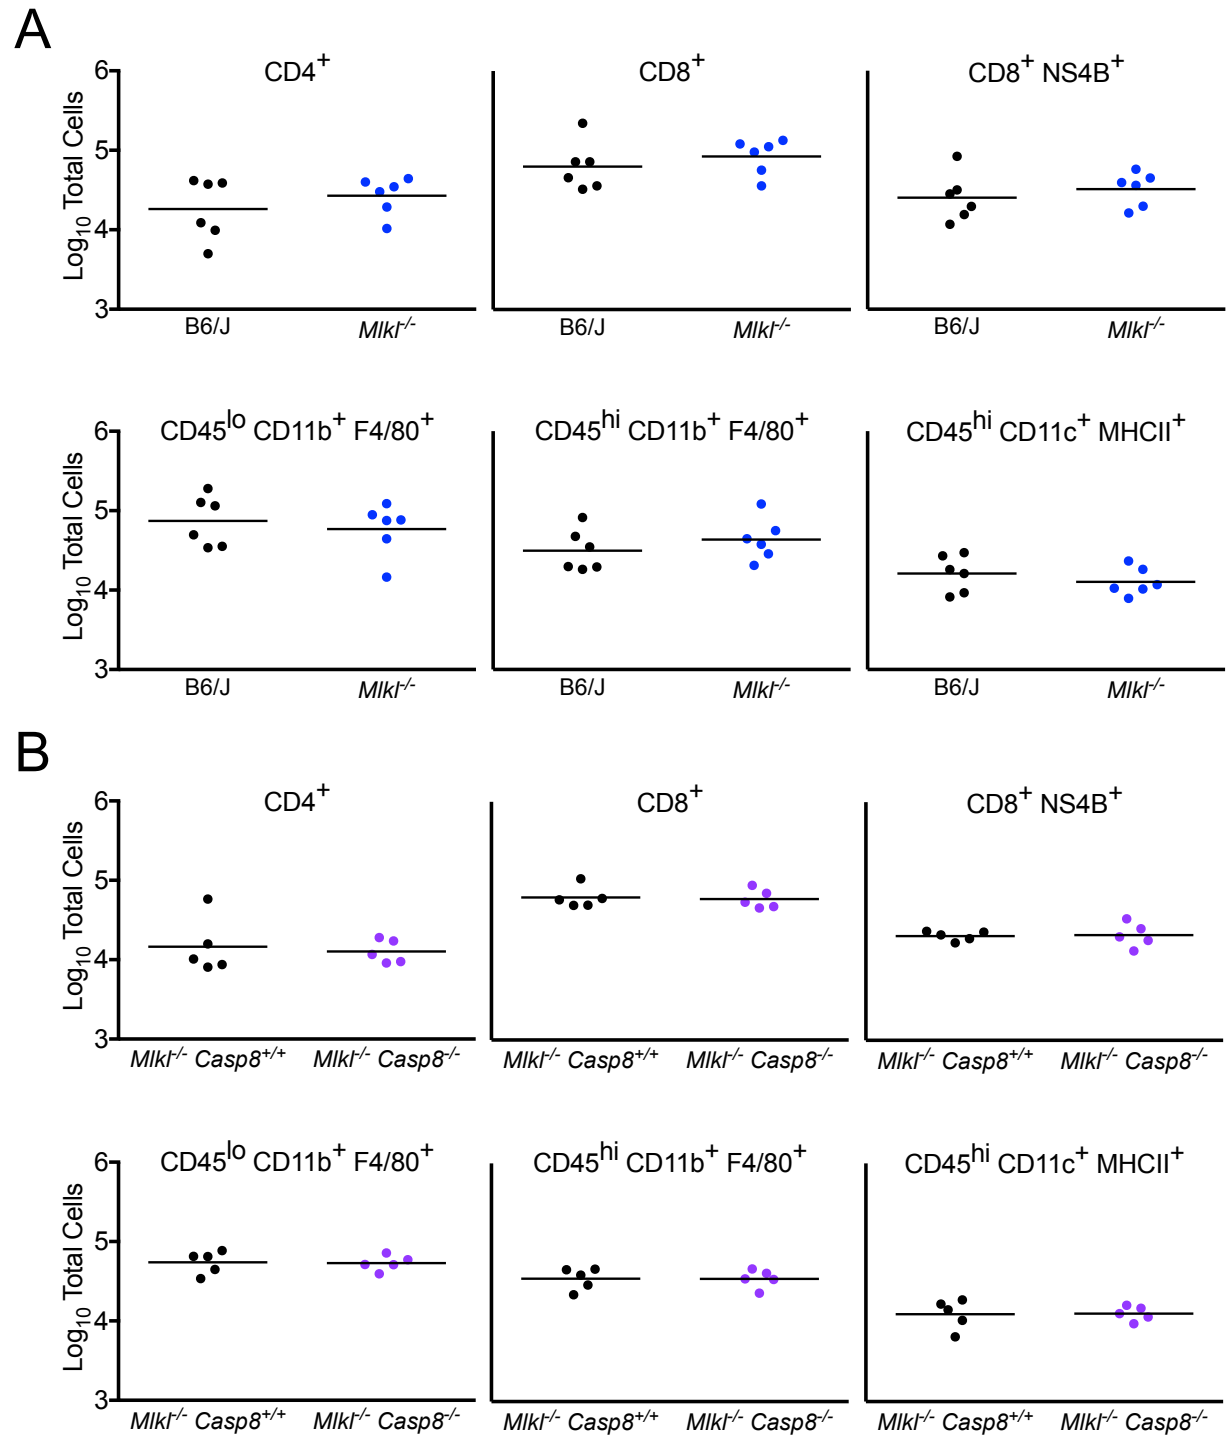 A
CD4⁺ CD8⁺ CD8⁺ NS4B⁺
Log₁₀ Total Cells
6
5
4
3
B6/J Mlkl⁻/⁻ B6/J Mlkl⁻/⁻ B6/J Mlkl⁻/⁻
CD45ˡᵒ CD11b⁺ F4/80⁺ CD45ʰⁱ CD11b⁺ F4/80⁺ CD45ʰⁱ CD11c⁺ MHCII⁺
Log₁₀ Total Cells
6
5
4
3
B6/J Mlkl⁻/⁻ B6/J Mlkl⁻/⁻ B6/J Mlkl⁻/⁻
B
CD4⁺ CD8⁺ CD8⁺ NS4B⁺
Log₁₀ Total Cells
6
5
4
3
Mlkl⁻/⁻ Casp8⁺/⁺ Mlkl⁻/⁻ Casp8⁻/⁻ Mlkl⁻/⁻ Casp8⁺/⁺ Mlkl⁻/⁻ Casp8⁻/⁻ Mlkl⁻/⁻ Casp8⁺/⁺ Mlkl⁻/⁻ Casp8⁻/⁻
CD45ˡᵒ CD11b⁺ F4/80⁺ CD45ʰⁱ CD11b⁺ F4/80⁺ CD45ʰⁱ CD11c⁺ MHCII⁺
Log₁₀ Total Cells
6
5
4
3
Mlkl⁻/⁻ Casp8⁺/⁺ Mlkl⁻/⁻ Casp8⁻/⁻ Mlkl⁻/⁻ Casp8⁺/⁺ Mlkl⁻/⁻ Casp8⁻/⁻ Mlkl⁻/⁻ Casp8⁺/⁺ Mlkl⁻/⁻ Casp8⁻/⁻